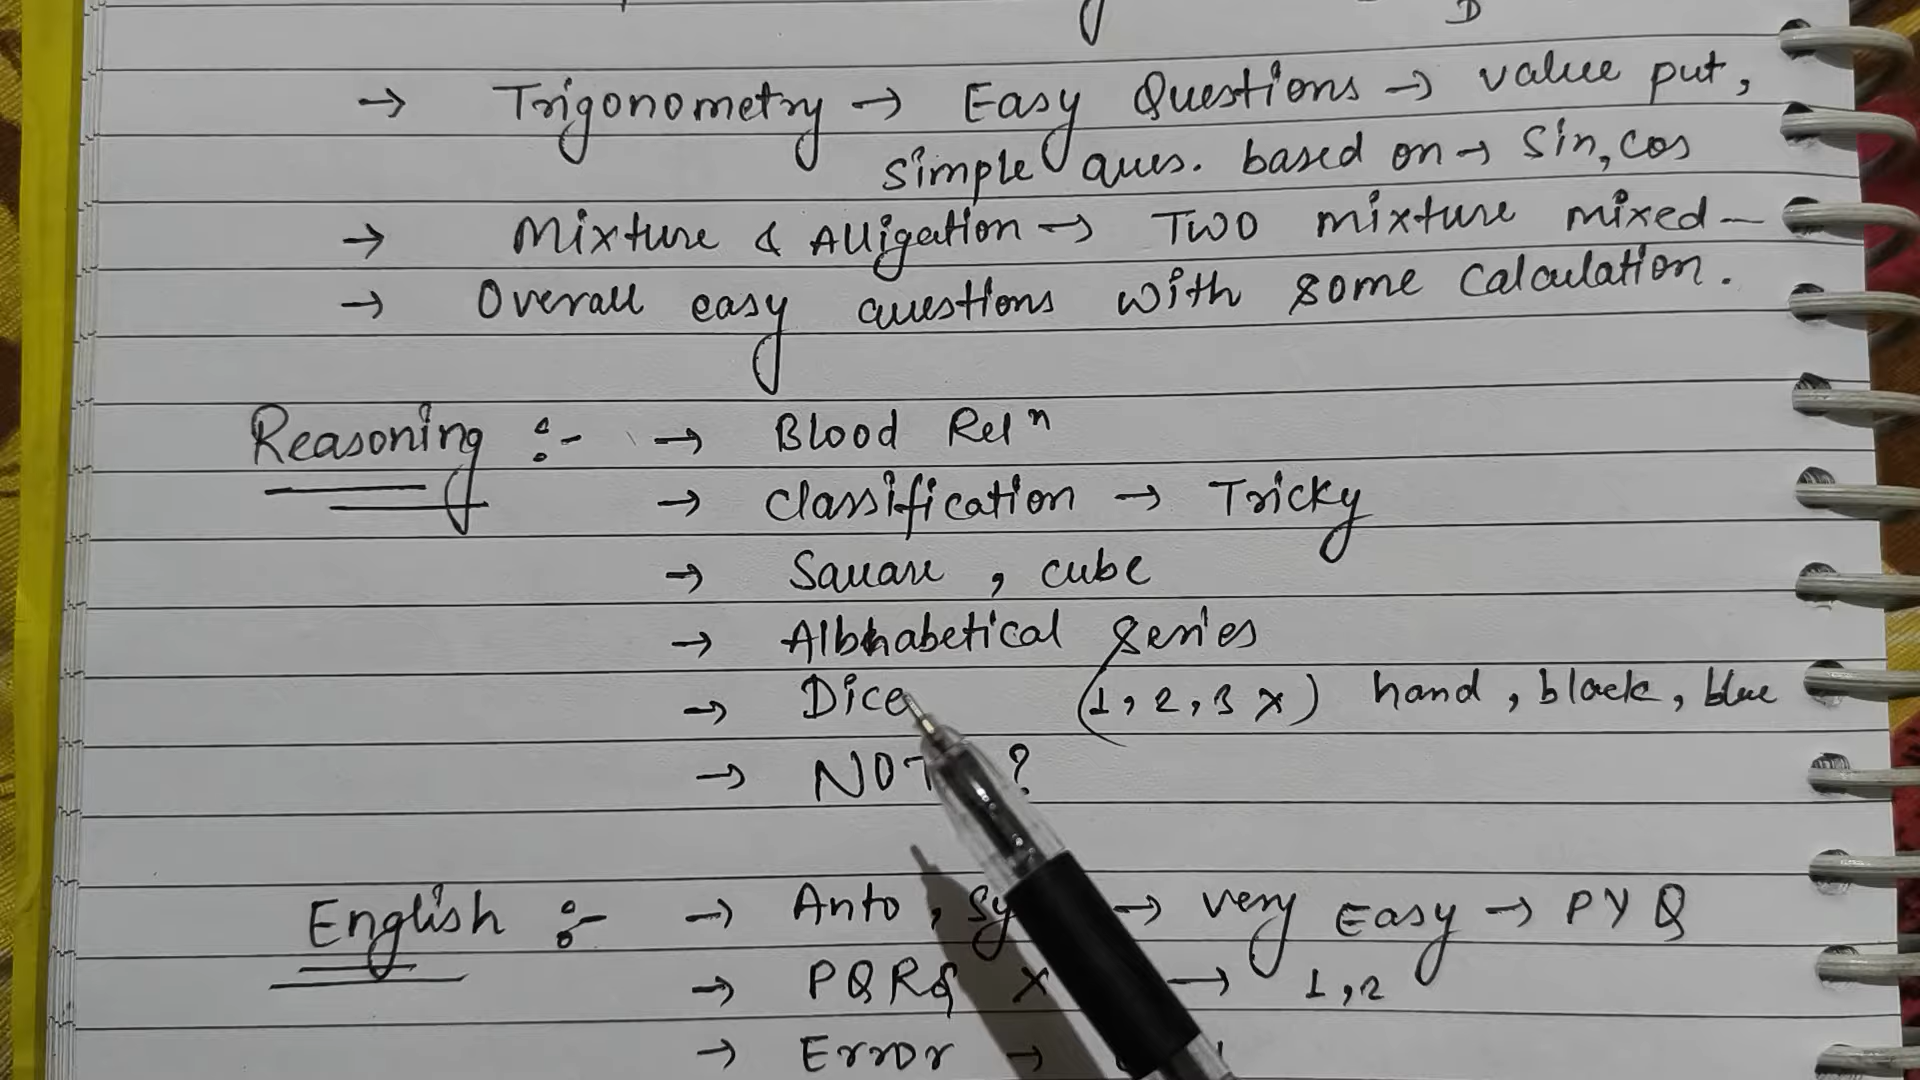 → Trigonometry → Easy Questions → value put,
simple ques. based on → Sin, cos
→ Mixture & Alligation → Two mixture mixed —
→ Overall easy questions with some calculation.
Reasoning :- → Blood Relⁿ
→ Classification → Tricky
→ Square , cube
→ Alphabetical Series
→ Dice (1, 2, 3 x) hand, black, blue
→ NOT ?
English :- → Anto, → very Easy → PYQ
→ PQRS x → 1,2
→ Error →